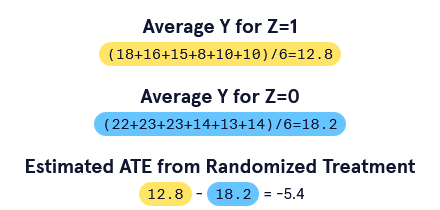 Average Y for Z=1
(18+16+15+8+10+10)/6=12.8
Average Y for Z=0
(22+23+23+14+13+14)/6=18.2
Estimated ATE from Randomized Treatment
12.8 - 18.2 = -5.4